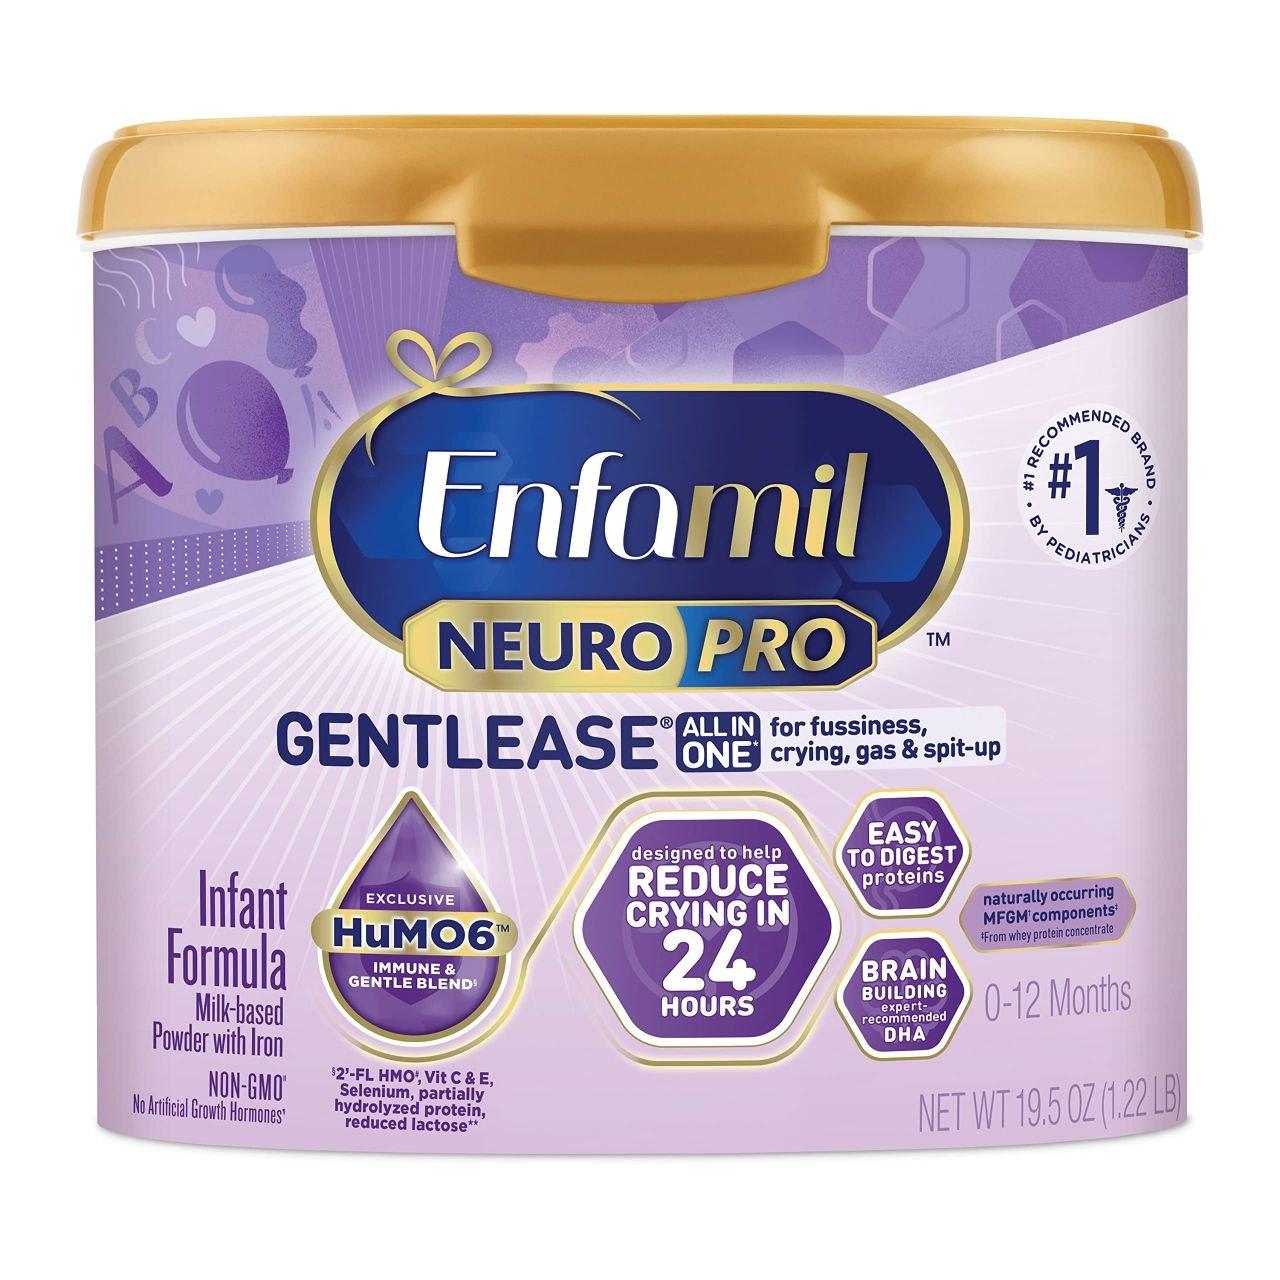 A B C
Enfamil
NEURO PRO ™
#1 RECOMMENDED BRAND
#1
• BY PEDIATRICIANS •
GENTLEASE® ALL IN ONE*
for fussiness,
crying, gas & spit-up
Infant
Formula
Milk-based
Powder with Iron
NON-GMO
No Artificial Growth Hormones
EXCLUSIVE
HuMO6™
IMMUNE &
GENTLE BLEND§
§2'-FL HMO, Vit C & E,
Selenium, partially
hydrolyzed protein,
reduced lactose**
designed to help
REDUCE
CRYING IN
24
HOURS
EASY
TO DIGEST
proteins
BRAIN
BUILDING
expert-
recommended
DHA
naturally occurring
MFGM† components‡
‡From whey protein concentrate
0-12 Months
NET WT 19.5 OZ (1.22 LB)